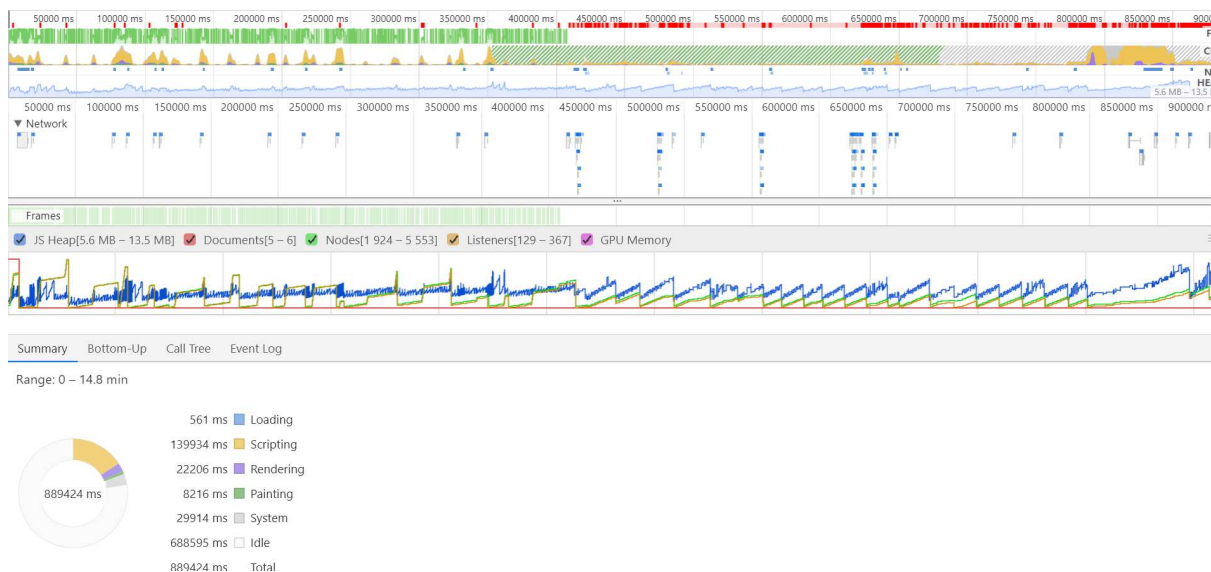 50000 ms 100000 ms 150000 ms 200000 ms 250000 ms 300000 ms 350000 ms 400000 ms 450000 ms 500000 ms 550000 ms 600000 ms 650000 ms 700000 ms 750000 ms 800000 ms 850000 ms
5.6 MB – 13.5
50000 ms 100000 ms 150000 ms 200000 ms 250000 ms 300000 ms 350000 ms 400000 ms 450000 ms 500000 ms 550000 ms 600000 ms 650000 ms 700000 ms 750000 ms 800000 ms 850000 ms 900000
▼ Network
...
Frames
JS Heap[5.6 MB – 13.5 MB] Documents[5 – 6] Nodes[1 924 – 5 553] Listeners[129 – 367] GPU Memory
Summary Bottom-Up Call Tree Event Log
Range: 0 – 14.8 min
561 ms Loading
139934 ms Scripting
22206 ms Rendering
889424 ms
8216 ms Painting
29914 ms System
688595 ms Idle
889424 ms Total